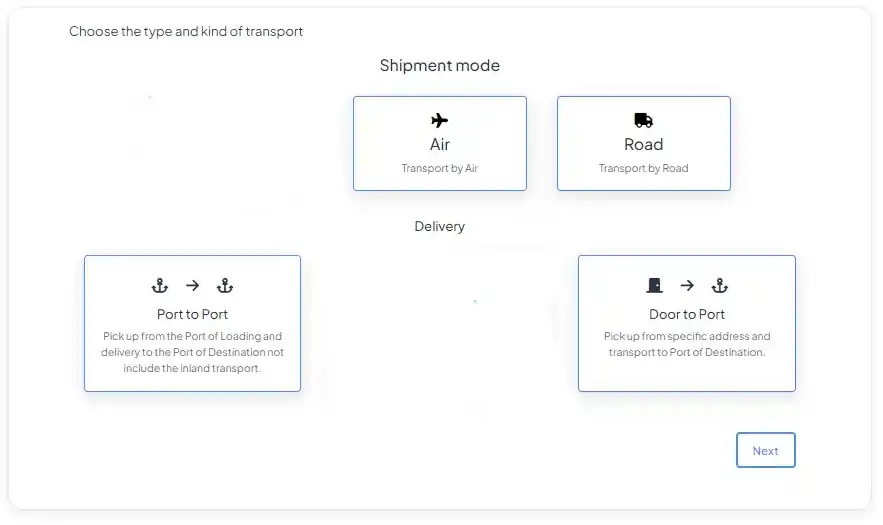 Choose the type and kind of transport
Shipment mode
Air
Transport by Air
Road
Transport by Road
Delivery
Port to Port
Pick up from the Port of Loading and
delivery to the Port of Destination not
include the inland transport.
Door to Port
Pick up from specific address and
transport to Port of Destination.
Next